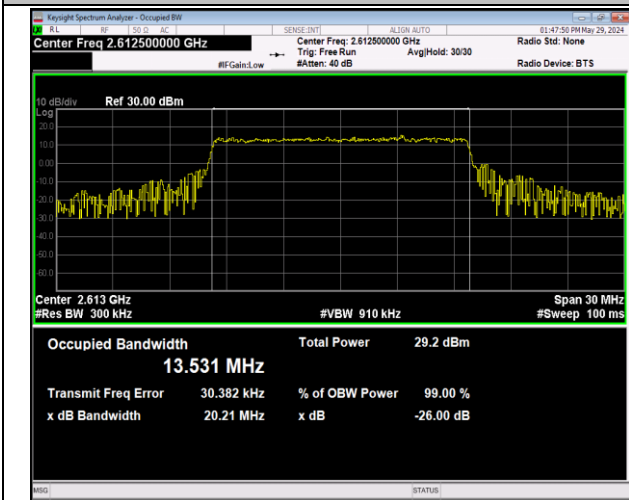 Keysight Spectrum Analyzer - Occupied BW
RL RF 50 Ω AC SENSE:INT ALIGN AUTO 01:47:50 PM May 29, 2024
Center Freq 2.612500000 GHz Center Freq: 2.612500000 GHz Radio Std: None
Trig: Free Run Avg|Hold: 30/30
#IFGain:Low #Atten: 40 dB Radio Device: BTS
10 dB/div Ref 30.00 dBm
Log
20.0
10.0
0.00
-10.0
-20.0
-30.0
-40.0
-50.0
-60.0
Center 2.613 GHz Span 30 MHz
#Res BW 300 kHz #VBW 910 kHz #Sweep 100 ms
Occupied Bandwidth Total Power 29.2 dBm
13.531 MHz
Transmit Freq Error 30.382 kHz % of OBW Power 99.00 %
x dB Bandwidth 20.21 MHz x dB -26.00 dB
MSG STATUS